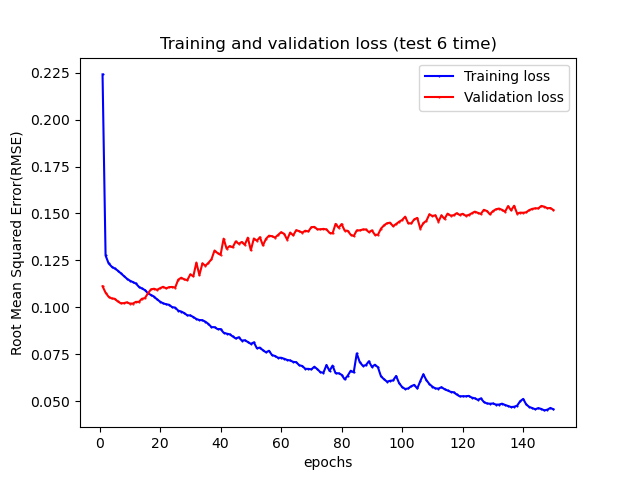 Training and validation loss (test 6 time)
Training loss
Validation loss
Root Mean Squared Error(RMSE)
0.225
0.200
0.175
0.150
0.125
0.100
0.075
0.050
0 20 40 60 80 100 120 140
epochs